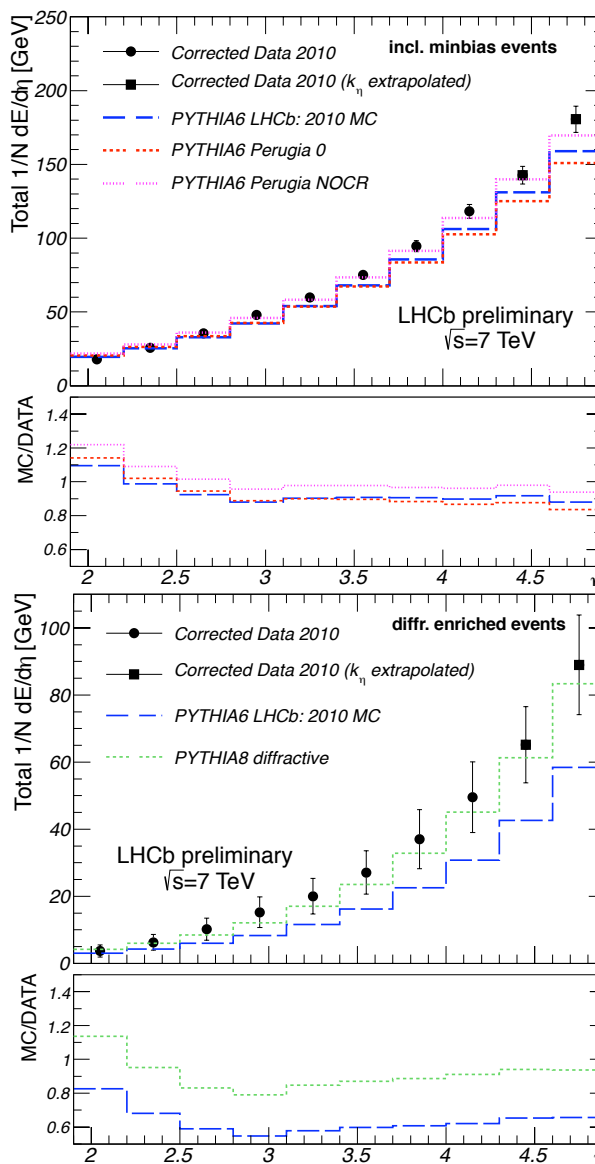 250
200
150
100
50
0
Total 1/N dE/dη [GeV]
incl. minbias events
Corrected Data 2010
Corrected Data 2010 (kη extrapolated)
PYTHIA6 LHCb: 2010 MC
PYTHIA6 Perugia 0
PYTHIA6 Perugia NOCR
LHCb preliminary
√s=7 TeV
MC/DATA
1.4
1.2
1
0.8
0.6
2 2.5 3 3.5 4 4.5
100
80
60
40
20
0
Total 1/N dE/dη [GeV]
diffr. enriched events
Corrected Data 2010
Corrected Data 2010 (kη extrapolated)
PYTHIA6 LHCb: 2010 MC
PYTHIA8 diffractive
LHCb preliminary
√s=7 TeV
MC/DATA
1.4
1.2
1
0.8
0.6
2 2.5 3 3.5 4 4.5